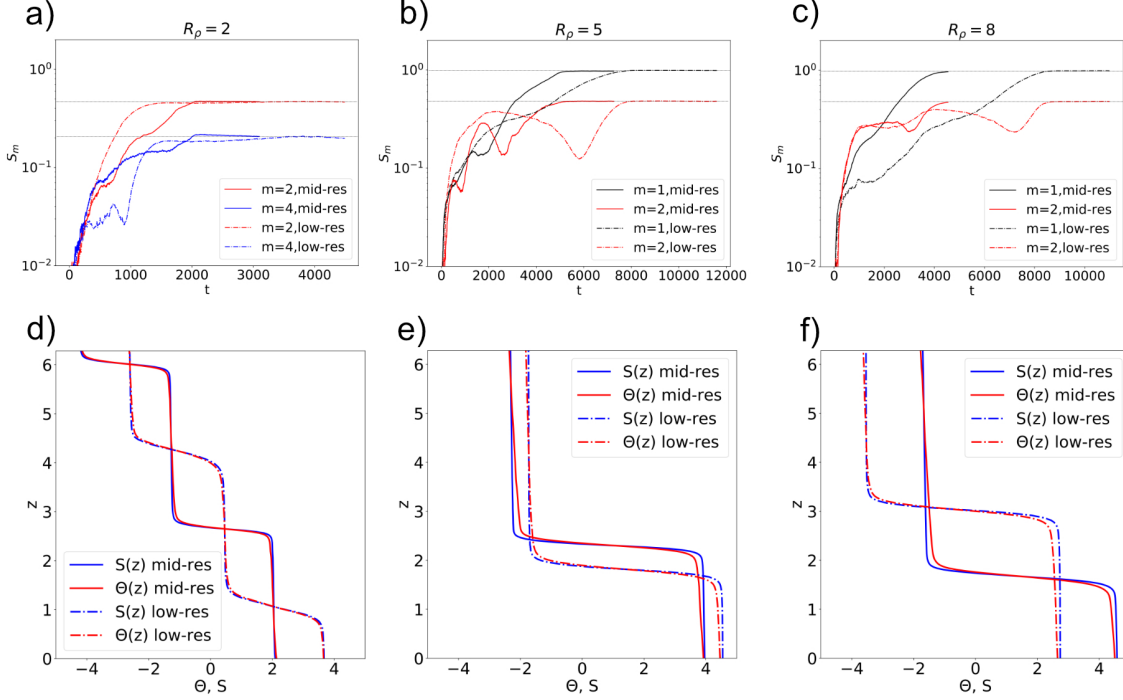 a)
R_ρ = 2
10^0
10^-1
10^-2
s_m
m=2,mid-res
m=4,mid-res
m=2,low-res
m=4,low-res
0 1000 2000 3000 4000
t
b)
R_ρ = 5
10^0
10^-1
10^-2
s_m
m=1,mid-res
m=2,mid-res
m=1,low-res
m=2,low-res
0 2000 4000 6000 8000 10000 12000
t
c)
R_ρ = 8
10^0
10^-1
10^-2
s_m
m=1,mid-res
m=2,mid-res
m=1,low-res
m=2,low-res
0 2000 4000 6000 8000 10000
t
d)
6
5
4
3
2
1
0
z
S(z) mid-res
Θ(z) mid-res
S(z) low-res
Θ(z) low-res
−4 −2 0 2 4
Θ, S
e)
6
5
4
3
2
1
0
z
S(z) mid-res
Θ(z) mid-res
S(z) low-res
Θ(z) low-res
−4 −2 0 2 4
Θ, S
f)
6
5
4
3
2
1
0
z
S(z) mid-res
Θ(z) mid-res
S(z) low-res
Θ(z) low-res
−4 −2 0 2 4
Θ, S